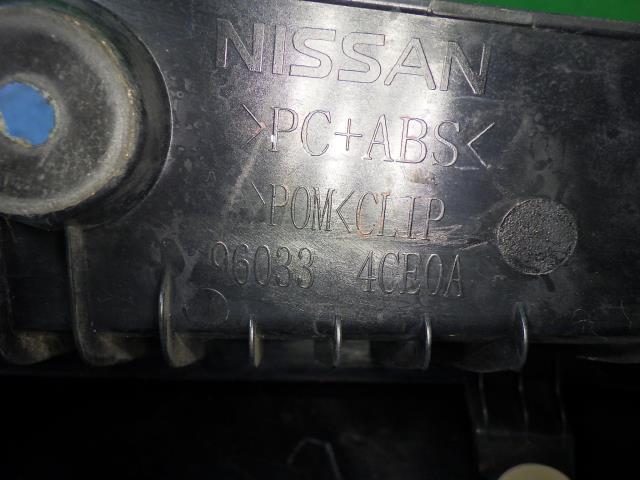 NISSAN
>PC+ABS<
>POM<CLIP
96033 4CE0A